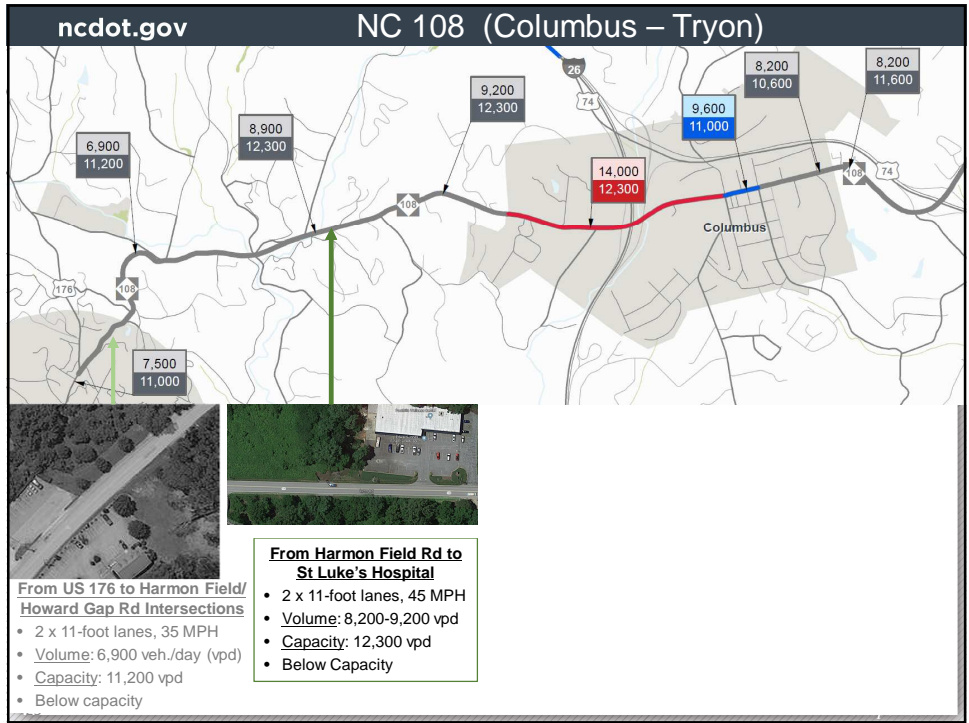 ncdot.gov
NC 108 (Columbus – Tryon)
26
74
8,200
10,600
8,200
11,600
9,200
12,300
9,600
11,000
8,900
12,300
6,900
11,200
14,000
12,300
108
74
108
Columbus
176
108
7,500
11,000
From US 176 to Harmon Field/
Howard Gap Rd Intersections
• 2 x 11-foot lanes, 35 MPH
• Volume: 6,900 veh./day (vpd)
• Capacity: 11,200 vpd
• Below capacity
From Harmon Field Rd to
St Luke's Hospital
• 2 x 11-foot lanes, 45 MPH
• Volume: 8,200-9,200 vpd
• Capacity: 12,300 vpd
• Below Capacity